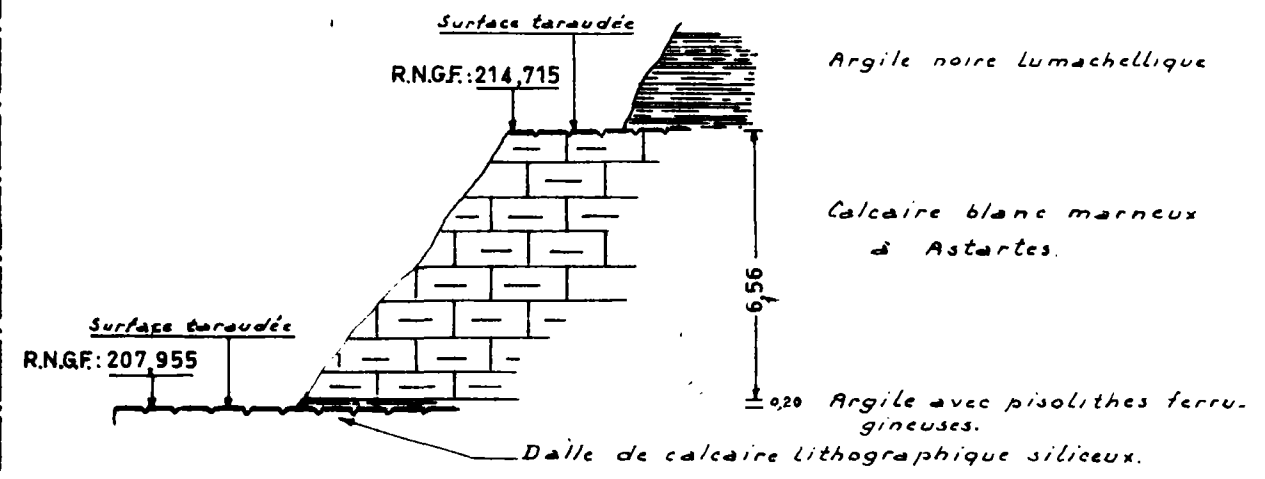 Surface taraudée
Argile noire lumachellique
R.N.G.F.: 214,715
Calcaire blanc marneux
à Astartes.
6,56
Surface taraudée
R.N.G.F.: 207,955
0,20
Argile avec pisolithes ferru-
gineuses.
Dalle de calcaire lithographique siliceux.